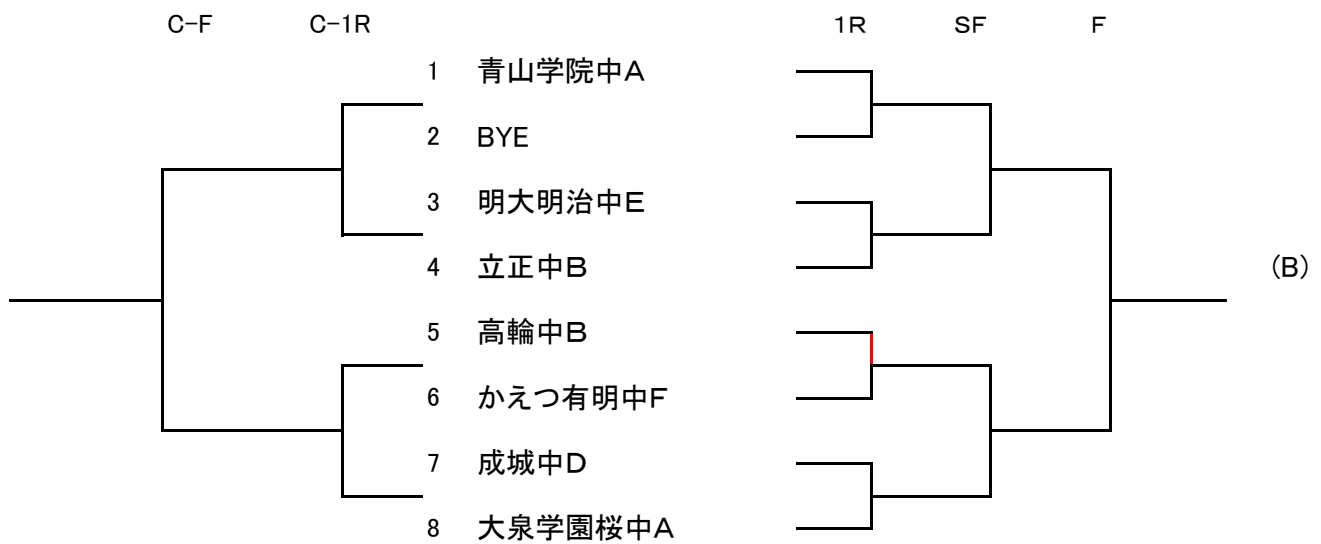 C-F C-1R 1R SF F
1 青山学院中A
2 BYE
3 明大明治中E
4 立正中B (B)
5 高輪中B
6 かえつ有明中F
7 成城中D
8 大泉学園桜中A